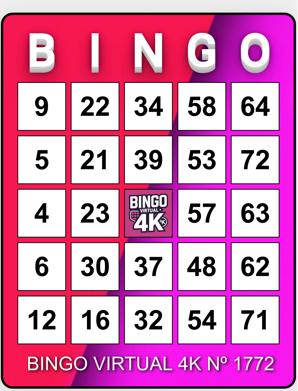 B I N G O
9 22 34 58 64
5 21 39 53 72
4 23 BINGO VIRTUAL 4K 57 63
6 30 37 48 62
12 16 32 54 71
BINGO VIRTUAL 4K Nº 1772